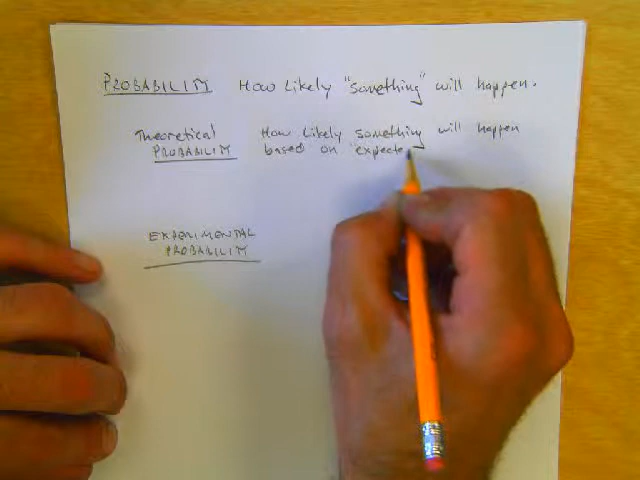 PROBABILITY How Likely "something" will happen.
Theoretical How Likely something will happen
PROBABILITY based on "expecte
EXPERIMENTAL
PROBABILITY